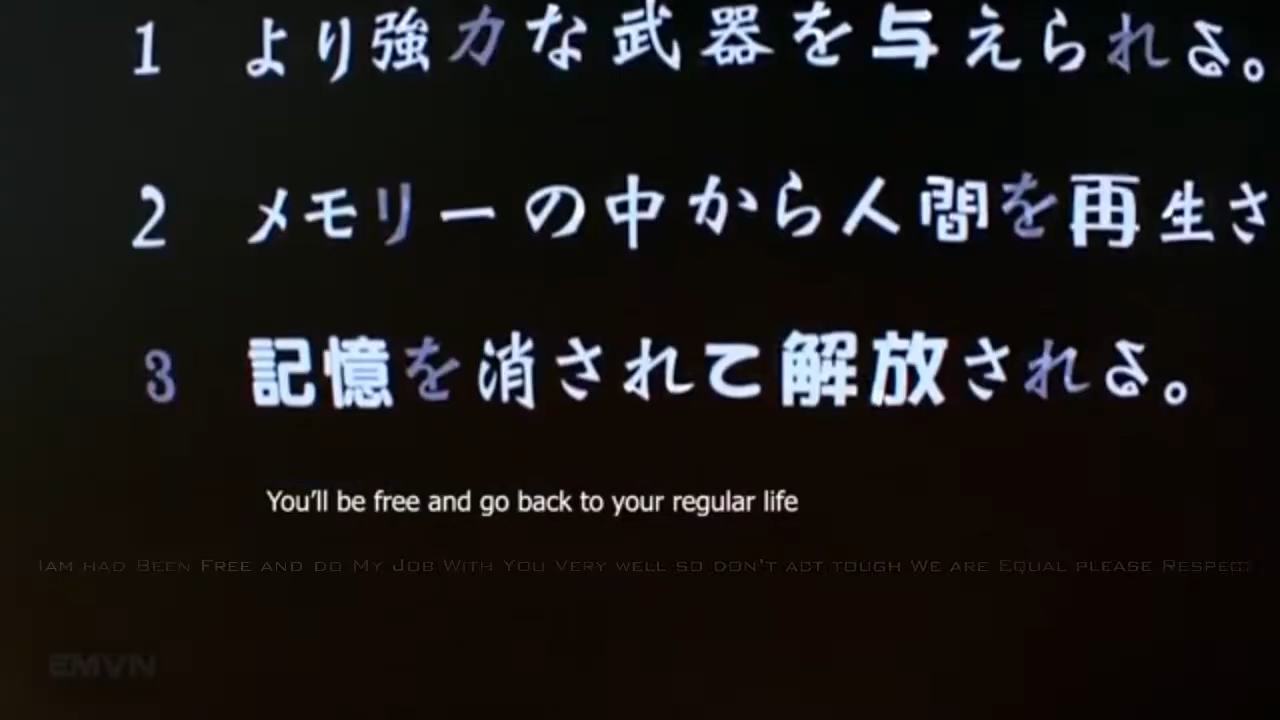 1 より強力な武器を与えられる。
2 メモリーの中から人間を再生さ
3 記憶を消されて解放される。
You'll be free and go back to your regular life
IAM HAD BEEN FREE AND DO MY JOB WITH YOU VERY WELL SO DON'T ACT TOUGH WE ARE EQUAL PLEASE RESPECT
EMVN